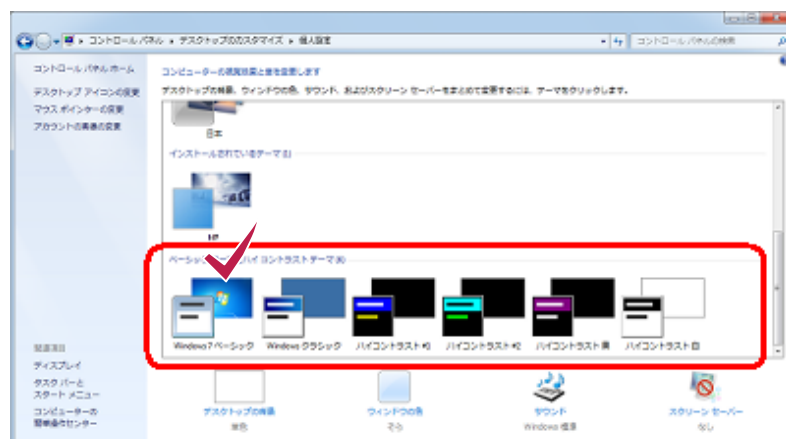 コントロール パネル ▸ デスクトップのカスタマイズ ▸ 個人設定
コントロール パネルの検索
コントロール パネル ホーム
デスクトップ アイコンの変更
マウス ポインターの変更
アカウントの画像の変更
コンピューターの視覚効果と音を変更します
デスクトップの背景、ウィンドウの色、サウンド、およびスクリーン セーバーをまとめて変更するには、テーマをクリックします。
日本
インストールされているテーマ (1)
HP
ハイ コントラスト テーマ (6)
Windows 7 ベーシック
Windows クラシック
ハイコントラスト #1
ハイコントラスト #2
ハイコントラスト 黒
ハイコントラスト 白
関連項目
ディスプレイ
タスク バーと
スタート メニュー
コンピューターの
簡単操作センター
デスクトップの背景
単色
ウィンドウの色
そら
サウンド
Windows 標準
スクリーン セーバー
なし